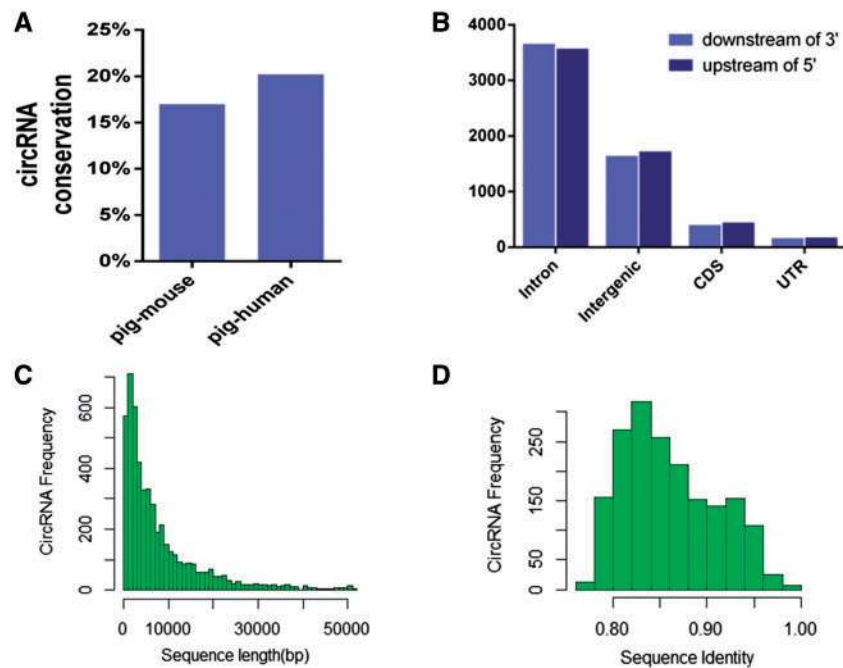 A
circRNA
conservation
25%
20%
15%
10%
5%
0%
pig-mouse
pig-human
B
4000
3000
2000
1000
0
downstream of 3'
upstream of 5'
Intron
Intergenic
CDS
UTR
C
CircRNA Frequency
600
400
200
0
0 10000 30000 50000
Sequence length(bp)
D
CircRNA Frequency
250
150
50
0
0.80 0.90 1.00
Sequence Identity